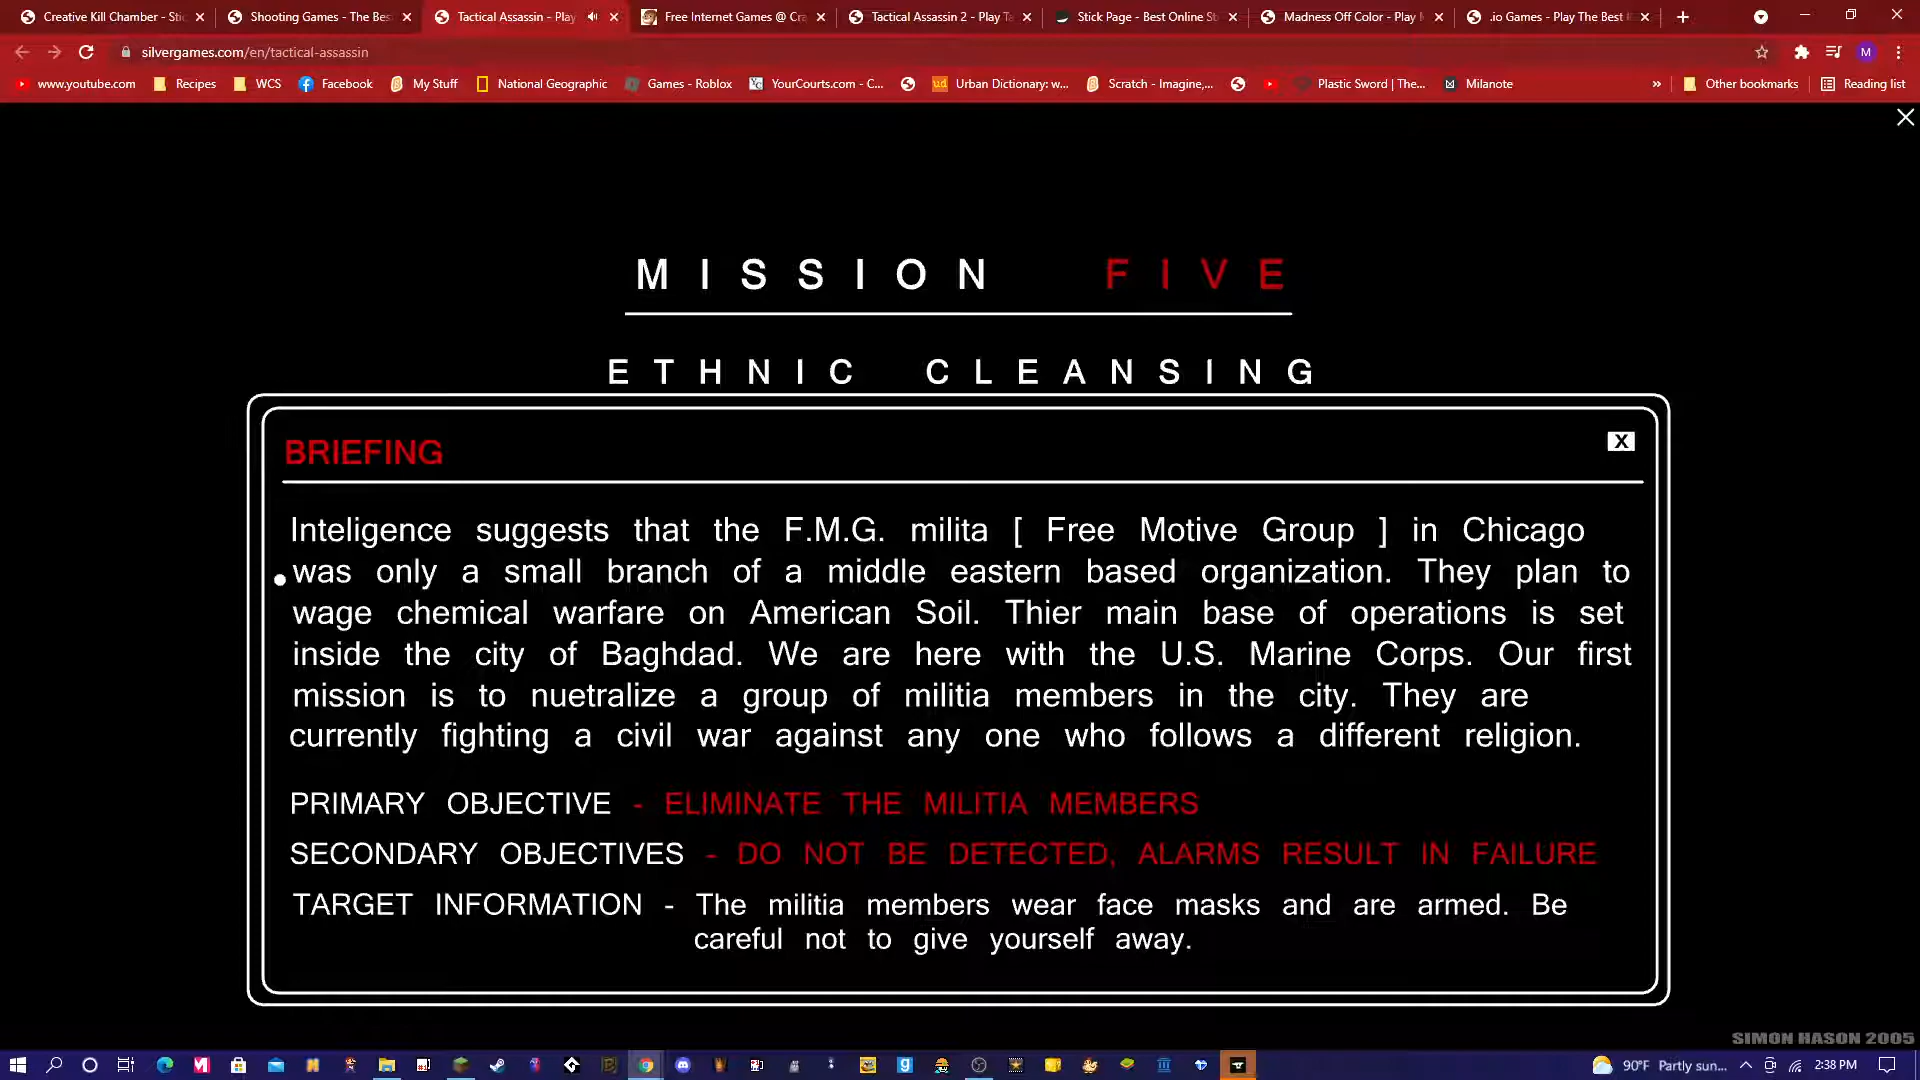 Creative Kill Chamber - Stic
Shooting Games - The Bes
Tactical Assassin - Play
Free Internet Games @ Cra
Tactical Assassin 2 - Play Ta
Stick Page - Best Online St
Madness Off Color - Play M
.io Games - Play The Best I
silvergames.com/en/tactical-assassin
M
www.youtube.com
Recipes
WCS
Facebook
My Stuff
National Geographic
Games - Roblox
YourCourts.com - C...
ud Urban Dictionary: w...
Scratch - Imagine,...
Plastic Sword | The...
Milanote
»
Other bookmarks
Reading list
MISSION FIVE
ETHNIC CLEANSING
BRIEFING
X
Inteligence suggests that the F.M.G. milita [ Free Motive Group ] in Chicago
was only a small branch of a middle eastern based organization. They plan to
wage chemical warfare on American Soil. Thier main base of operations is set
inside the city of Baghdad. We are here with the U.S. Marine Corps. Our first
mission is to nuetralize a group of militia members in the city. They are
currently fighting a civil war against any one who follows a different religion.
PRIMARY OBJECTIVE - ELIMINATE THE MILITIA MEMBERS
SECONDARY OBJECTIVES - DO NOT BE DETECTED, ALARMS RESULT IN FAILURE
TARGET INFORMATION - The militia members wear face masks and are armed. Be
careful not to give yourself away.
SIMON HASON 2005
90°F Partly sun...
2:38 PM